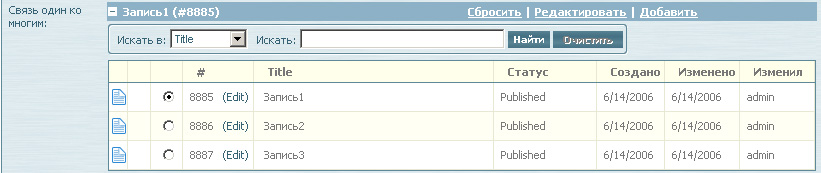 Связь один ко многим:
Запись1 (#8885) Сбросить | Редактировать | Добавить
Искать в: Title Искать: Найти Очистить
# Title Статус Создано Изменено Изменил
8885 (Edit) Запись1 Published 6/14/2006 6/14/2006 admin
8886 (Edit) Запись2 Published 6/14/2006 6/14/2006 admin
8887 (Edit) Запись3 Published 6/14/2006 6/14/2006 admin